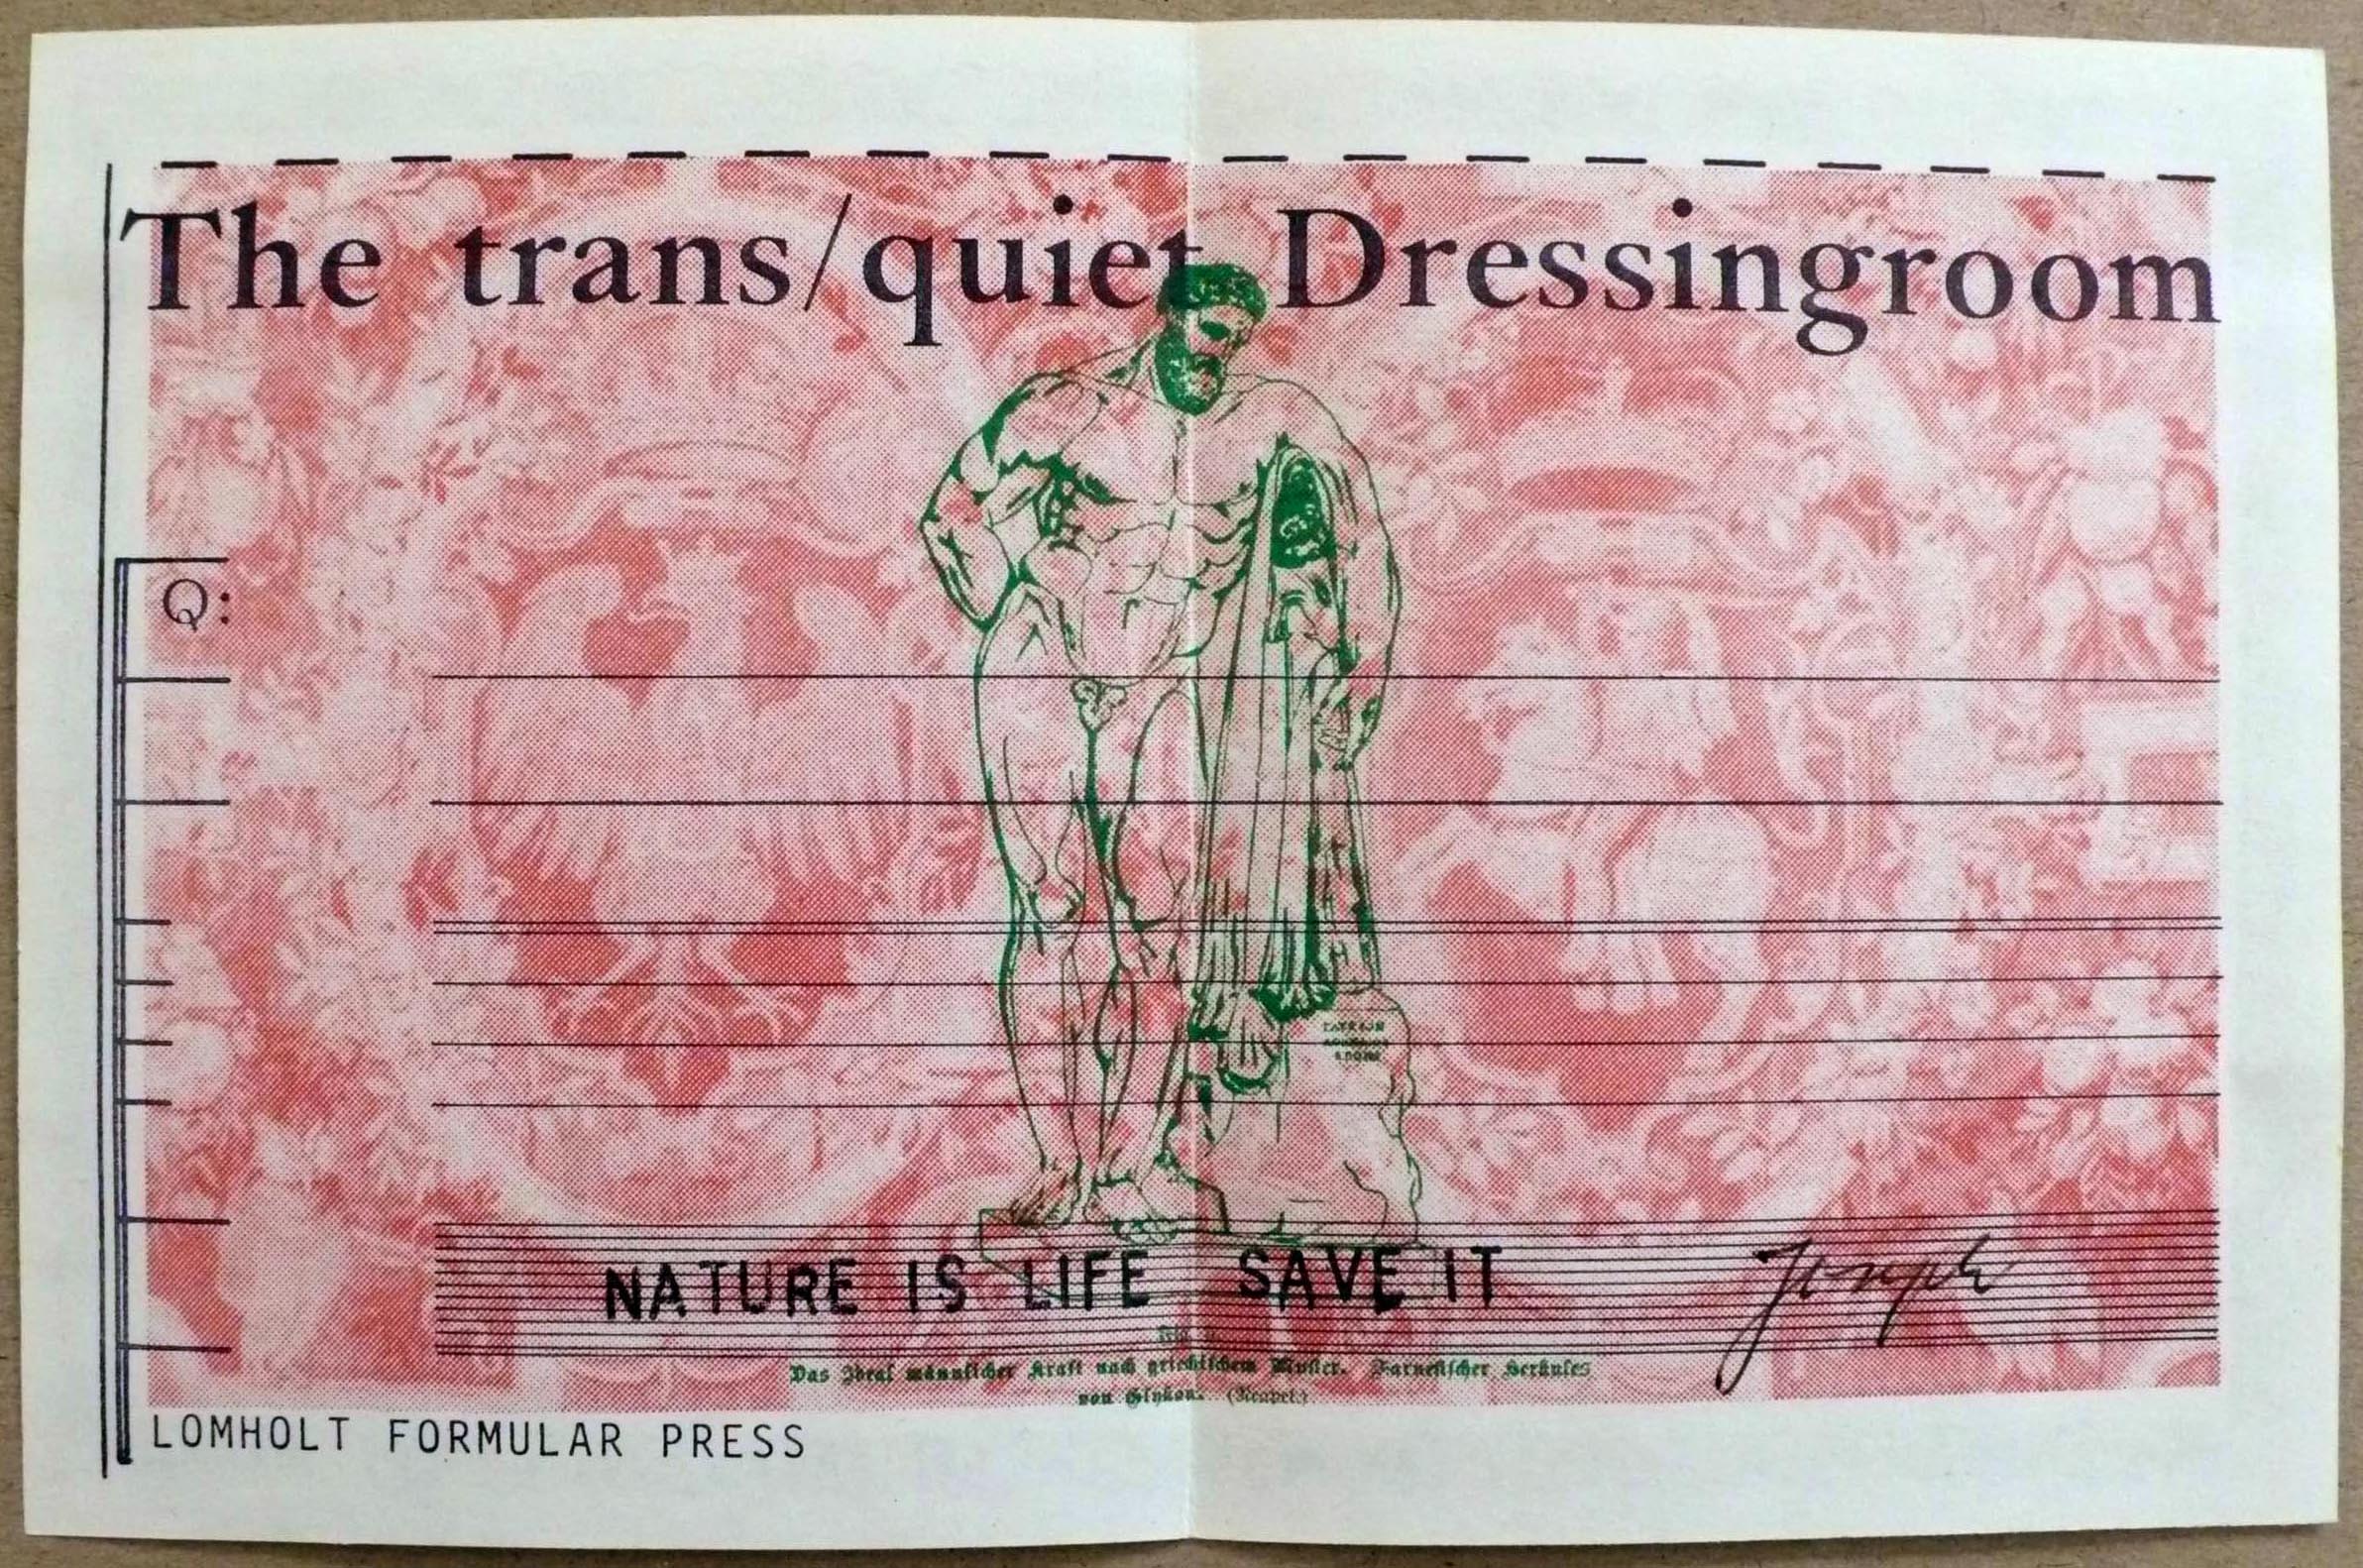 The trans/quiet Dressingroom
Q:
NATURE IS LIFE SAVE IT
Das Ideal männlicher Kraft nach griechischem Muster. Farnesischer Herkules
von Glykon. (Neapel.)
LOMHOLT FORMULAR PRESS